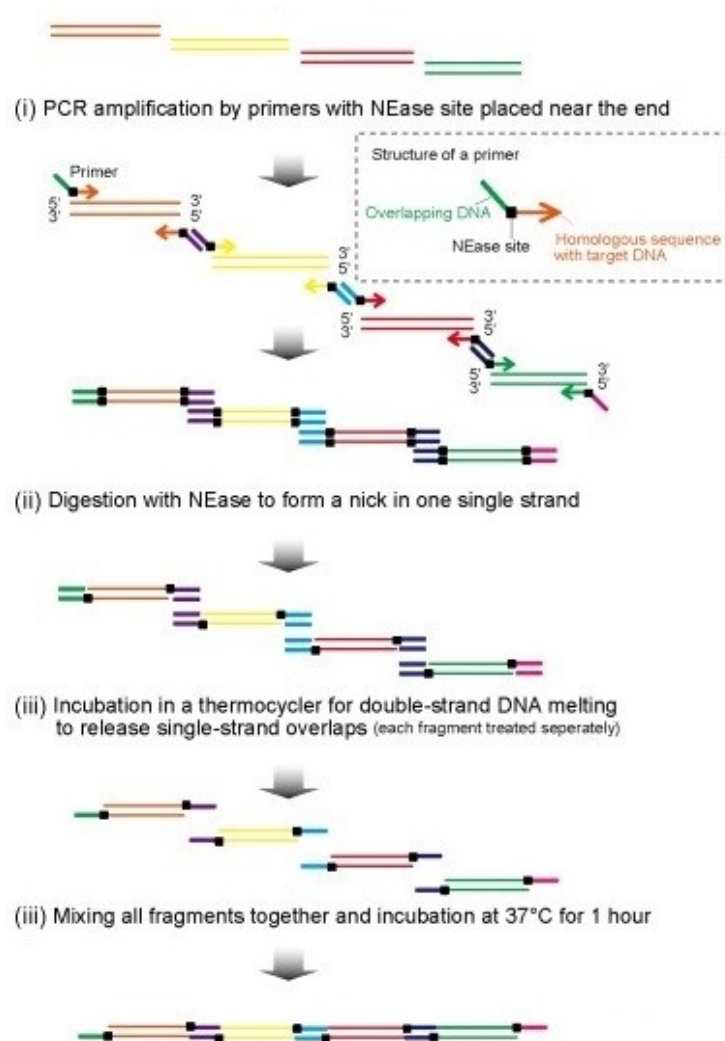 (i) PCR amplification by primers with NEase site placed near the end
Primer
Structure of a primer
Overlapping DNA
NEase site
Homologous sequence
with target DNA
5'
3'
3'
5'
3'
5'
5'
3'
3'
5'
5'
3'
3'
5'
(ii) Digestion with NEase to form a nick in one single strand
(iii) Incubation in a thermocycler for double-strand DNA melting
to release single-strand overlaps (each fragment treated seperately)
(iii) Mixing all fragments together and incubation at 37°C for 1 hour